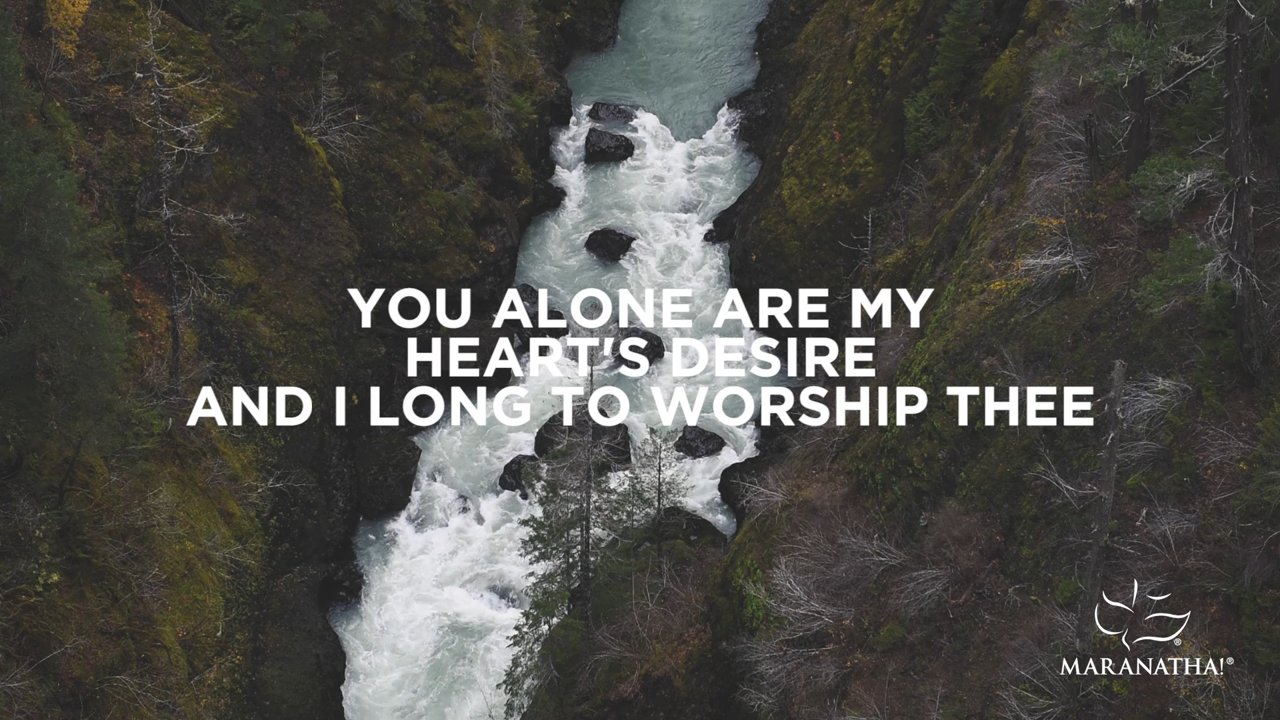 YOU ALONE ARE MY
HEART'S DESIRE
AND I LONG TO WORSHIP THEE
MARANATHA!®